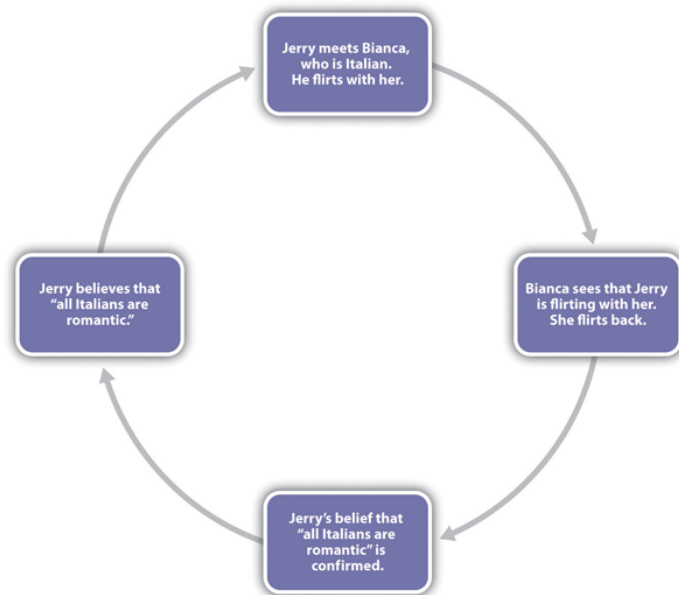 Jerry meets Bianca,
who is Italian.
He flirts with her.
Bianca sees that Jerry
is flirting with her.
She flirts back.
Jerry’s belief that
“all Italians are
romantic” is
confirmed.
Jerry believes that
“all Italians are
romantic.”